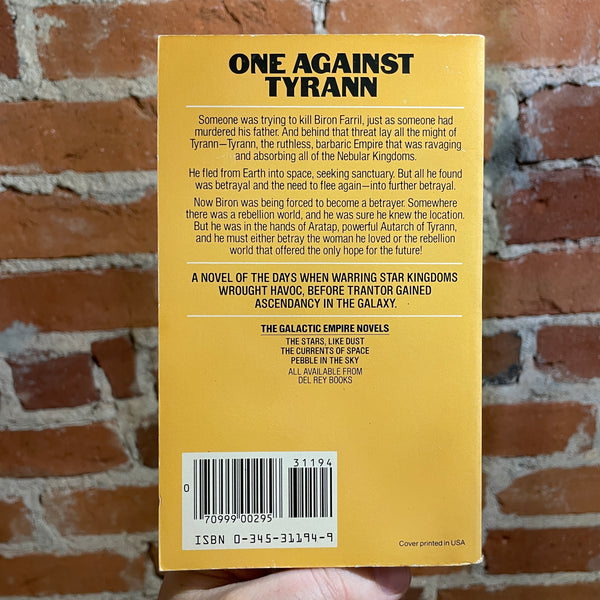 ONE AGAINST
TYRANN
Someone was trying to kill Biron Farril, just as someone had
murdered his father. And behind that threat lay all the might of
Tyrann—Tyrann, the ruthless, barbaric Empire that was ravaging
and absorbing all of the Nebular Kingdoms.
He fled from Earth into space, seeking sanctuary. But all he found
was betrayal and the need to flee again—into further betrayal.
Now Biron was being forced to become a betrayer. Somewhere
there was a rebellion world, and he was sure he knew the location.
But he was in the hands of Aratap, powerful Autarch of Tyrann,
and he must either betray the woman he loved or the rebellion
world that offered the only hope for the future!
A NOVEL OF THE DAYS WHEN WARRING STAR KINGDOMS
WROUGHT HAVOC, BEFORE TRANTOR GAINED
ASCENDANCY IN THE GALAXY.
THE GALACTIC EMPIRE NOVELS
THE STARS, LIKE DUST
THE CURRENTS OF SPACE
PEBBLE IN THE SKY
ALL AVAILABLE FROM
DEL REY BOOKS
31194
0
70999 00295
ISBN 0-345-31194-9
Cover printed in USA